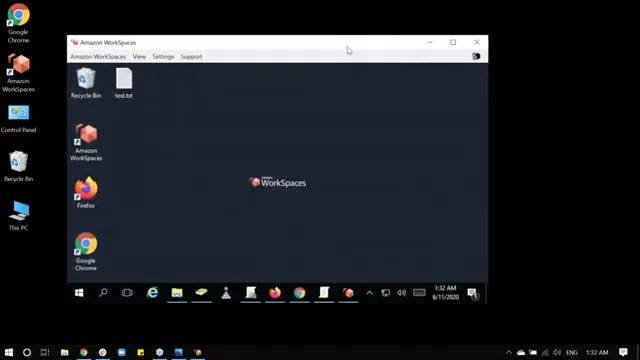 Google
Chrome
Amazon
WorkSpaces
Control Panel
Recycle Bin
This PC
Amazon WorkSpaces
Amazon WorkSpaces View Settings Support
Recycle Bin
test.txt
Amazon
WorkSpaces
Firefox
Google
Chrome
WorkSpaces
1:32 AM
6/11/2020
ENG
1:32 AM